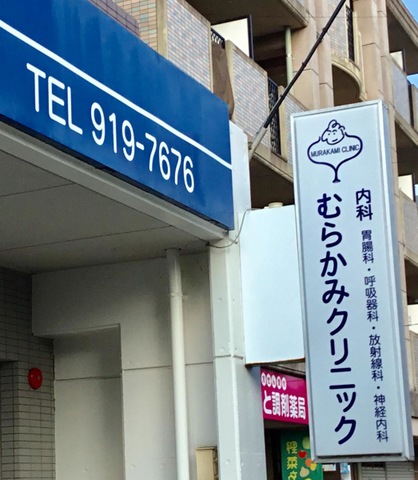 TEL 919-7676
MURAKAMI CLINIC
内科
胃腸科・呼吸器科・放射線科・神経内科
むらかみクリニック
と調剤薬局